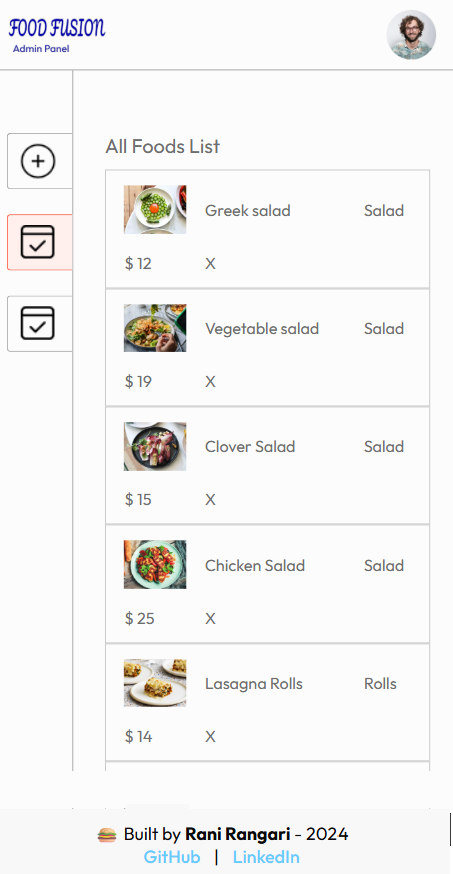 FOOD FUSION
Admin Panel
All Foods List
Greek salad Salad
$ 12 X
Vegetable salad Salad
$ 19 X
Clover Salad Salad
$ 15 X
Chicken Salad Salad
$ 25 X
Lasagna Rolls Rolls
$ 14 X
Built by Rani Rangari - 2024
GitHub | LinkedIn